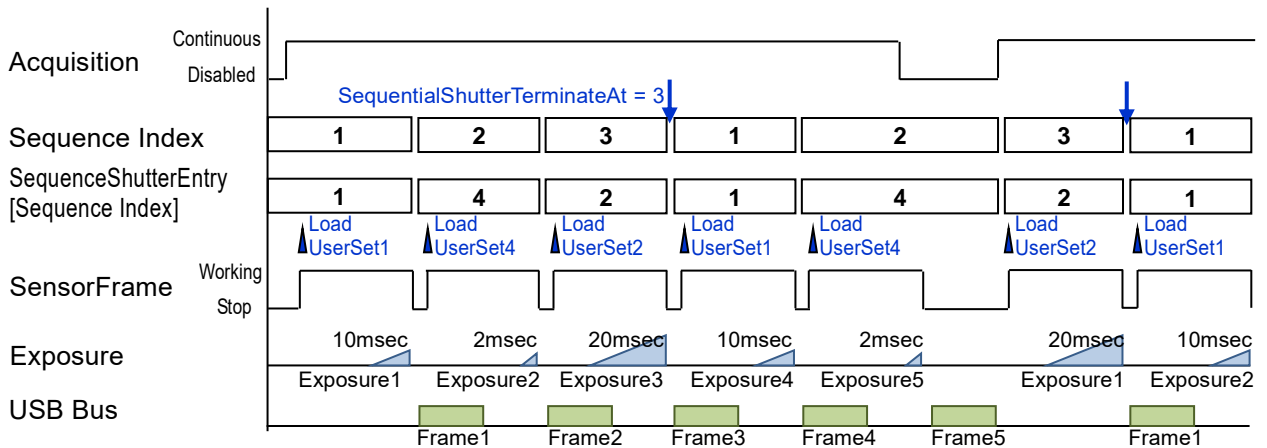 Acquisition
Continuous
Disabled
SequentialShutterTerminateAt = 3
Sequence Index
1 2 3 1 2 3 1
SequenceShutterEntry
[Sequence Index]
1 4 2 1 4 2 1
Load Load Load Load Load Load Load
UserSet1 UserSet4 UserSet2 UserSet1 UserSet4 UserSet2 UserSet1
SensorFrame
Working
Stop
Exposure
10msec 2msec 20msec 10msec 2msec 20msec 10msec
Exposure1 Exposure2 Exposure3 Exposure4 Exposure5 Exposure1 Exposure2
USB Bus
Frame1 Frame2 Frame3 Frame4 Frame5 Frame1